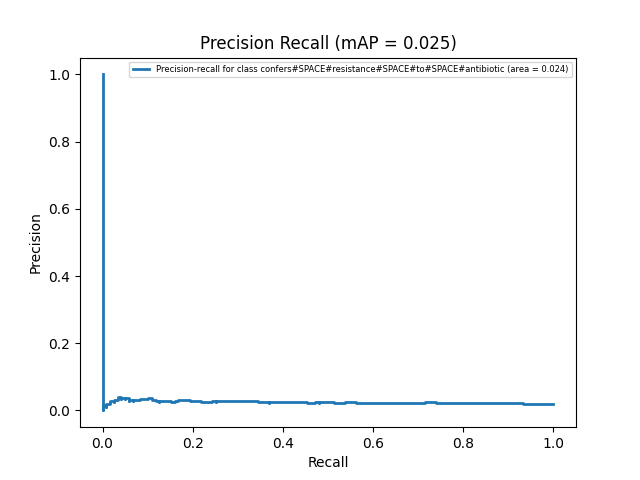 Precision Recall (mAP = 0.025)
Precision-recall for class confers#SPACE#resistance#SPACE#to#SPACE#antibiotic (area = 0.024)
1.0
0.8
0.6
0.4
0.2
0.0
Precision
0.0 0.2 0.4 0.6 0.8 1.0
Recall